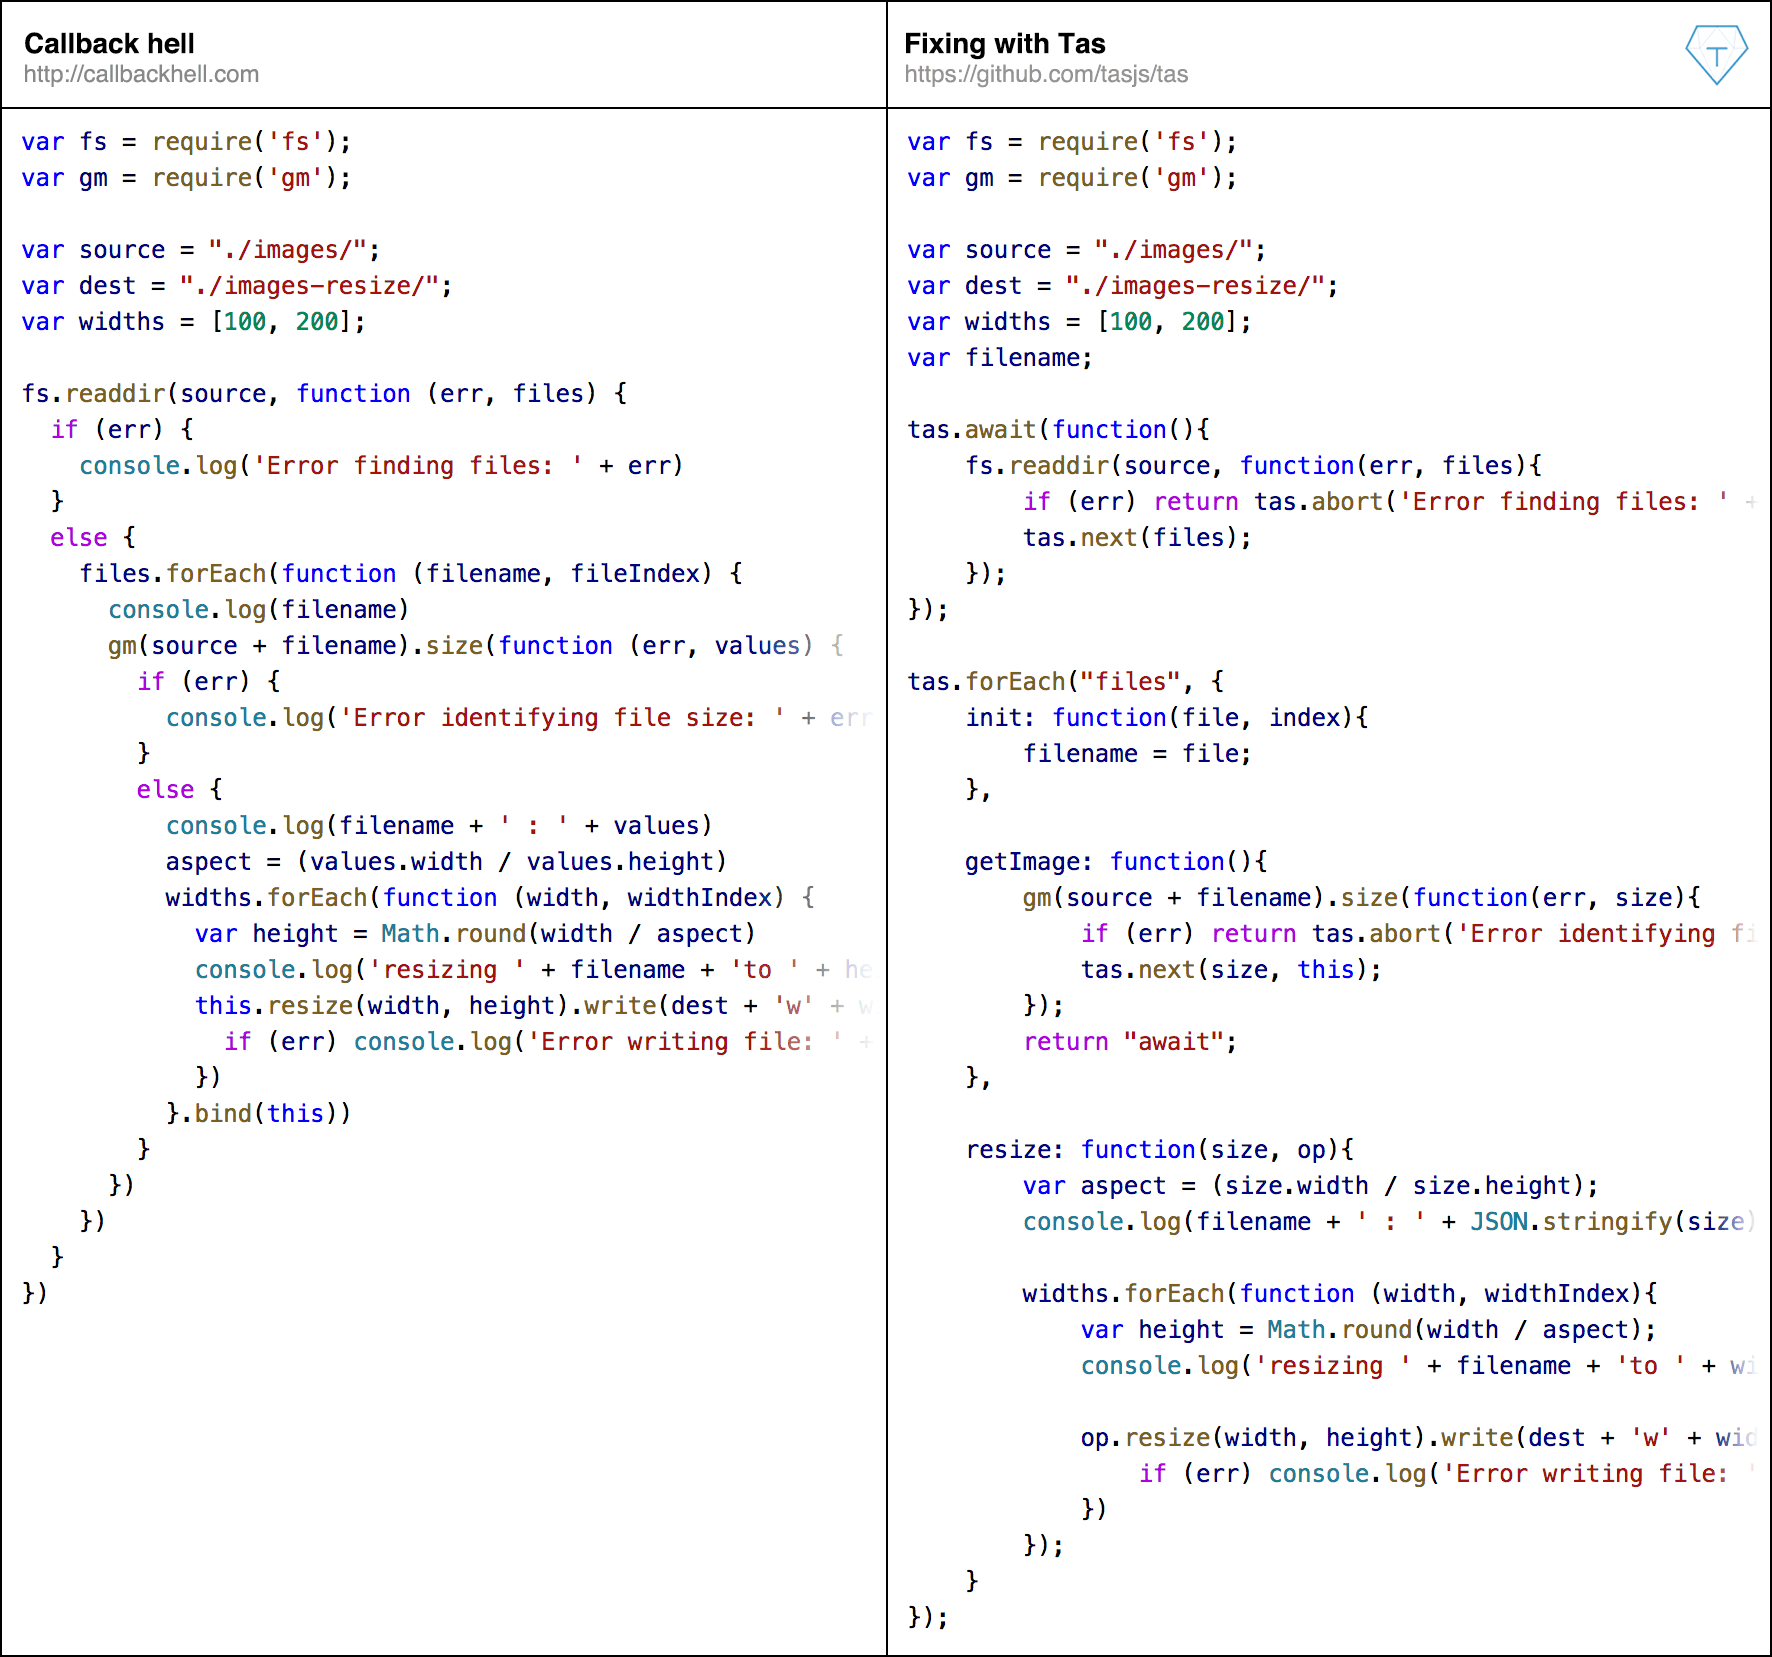 Callback hell
http://callbackhell.com
var fs = require('fs');
var gm = require('gm');
var source = "./images/";
var dest = "./images-resize/";
var widths = [100, 200];
fs.readdir(source, function (err, files) {
  if (err) {
    console.log('Error finding files: ' + err)
  }
  else {
    files.forEach(function (filename, fileIndex) {
      console.log(filename)
      gm(source + filename).size(function (err, values) {
        if (err) {
          console.log('Error identifying file size: ' + err
        }
        else {
          console.log(filename + ' : ' + values)
          aspect = (values.width / values.height)
          widths.forEach(function (width, widthIndex) {
            var height = Math.round(width / aspect)
            console.log('resizing ' + filename + 'to ' + he
            this.resize(width, height).write(dest + 'w' + w
              if (err) console.log('Error writing file: ' +
            })
          }.bind(this))
        }
      })
    })
  }
})
Fixing with Tas
https://github.com/tasjs/tas
T
var fs = require('fs');
var gm = require('gm');
var source = "./images/";
var dest = "./images-resize/";
var widths = [100, 200];
var filename;
tas.await(function(){
    fs.readdir(source, function(err, files){
        if (err) return tas.abort('Error finding files: ' +
        tas.next(files);
    });
});
tas.forEach("files", {
    init: function(file, index){
        filename = file;
    },
    getImage: function(){
        gm(source + filename).size(function(err, size){
            if (err) return tas.abort('Error identifying fi
            tas.next(size, this);
        });
        return "await";
    },
    resize: function(size, op){
        var aspect = (size.width / size.height);
        console.log(filename + ' : ' + JSON.stringify(size)
        widths.forEach(function (width, widthIndex){
            var height = Math.round(width / aspect);
            console.log('resizing ' + filename + 'to ' + wi
            op.resize(width, height).write(dest + 'w' + wid
                if (err) console.log('Error writing file: '
            })
        });
    }
});